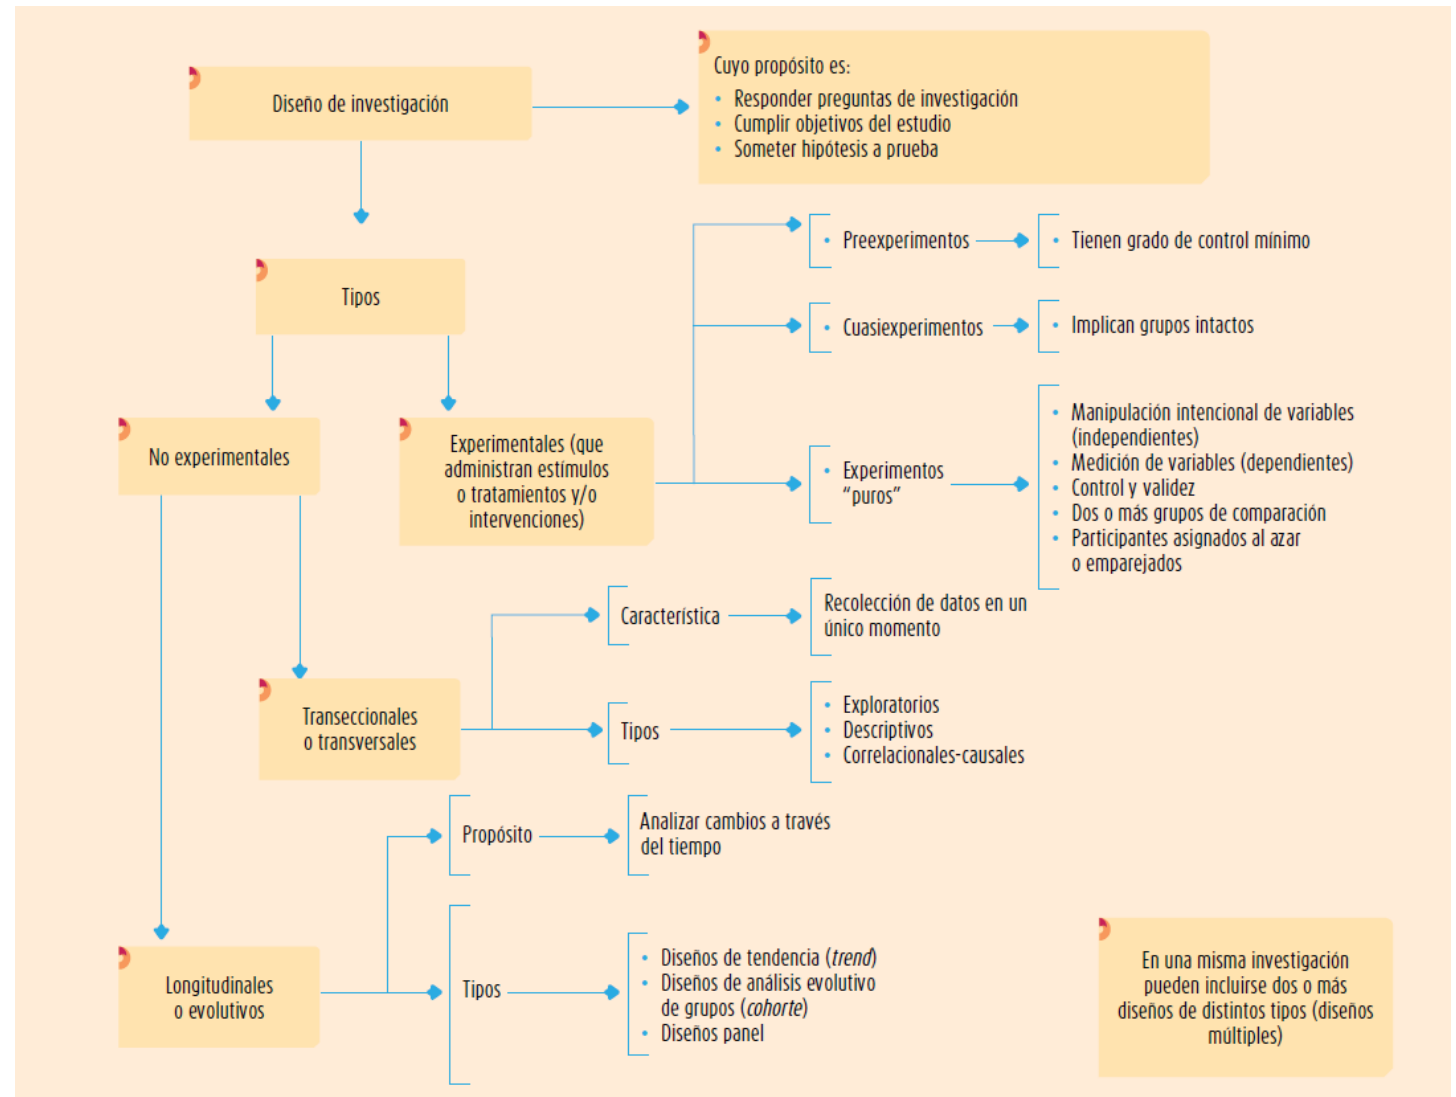 Diseño de investigación
Cuyo propósito es:
• Responder preguntas de investigación
• Cumplir objetivos del estudio
• Someter hipótesis a prueba
Tipos
No experimentales
Experimentales (que
administran estímulos
o tratamientos y/o
intervenciones)
• Preexperimentos
• Tienen grado de control mínimo
• Cuasiexperimentos
• Implican grupos intactos
• Experimentos
“puros”
• Manipulación intencional de variables
(independientes)
• Medición de variables (dependientes)
• Control y validez
• Dos o más grupos de comparación
• Participantes asignados al azar
o emparejados
Transeccionales
o transversales
Característica
Recolección de datos en un
único momento
Tipos
• Exploratorios
• Descriptivos
• Correlacionales-causales
Longitudinales
o evolutivos
Propósito
Analizar cambios a través
del tiempo
Tipos
• Diseños de tendencia (trend)
• Diseños de análisis evolutivo
de grupos (cohorte)
• Diseños panel
En una misma investigación
pueden incluirse dos o más
diseños de distintos tipos (diseños
múltiples)